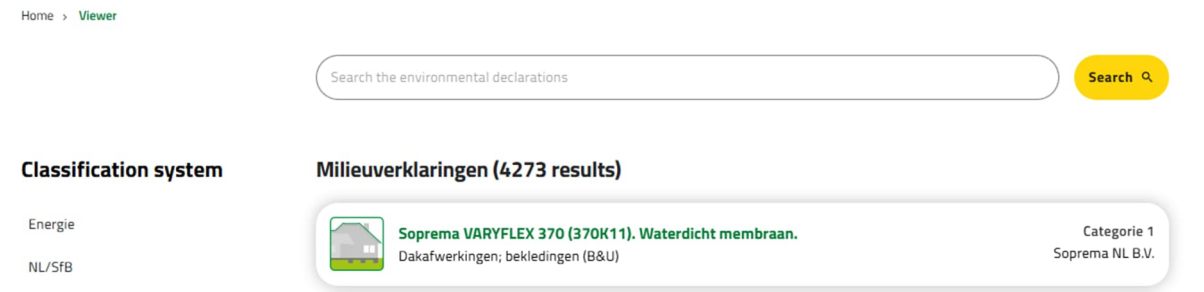 Home > Viewer
Search the environmental declarations
Search
Classification system
Milieuverklaringen (4273 results)
Energie
NL/SfB
Soprema VARYFLEX 370 (370K11). Waterdicht membraan.
Dakafwerkingen; bekledingen (B&U)
Categorie 1
Soprema NL B.V.